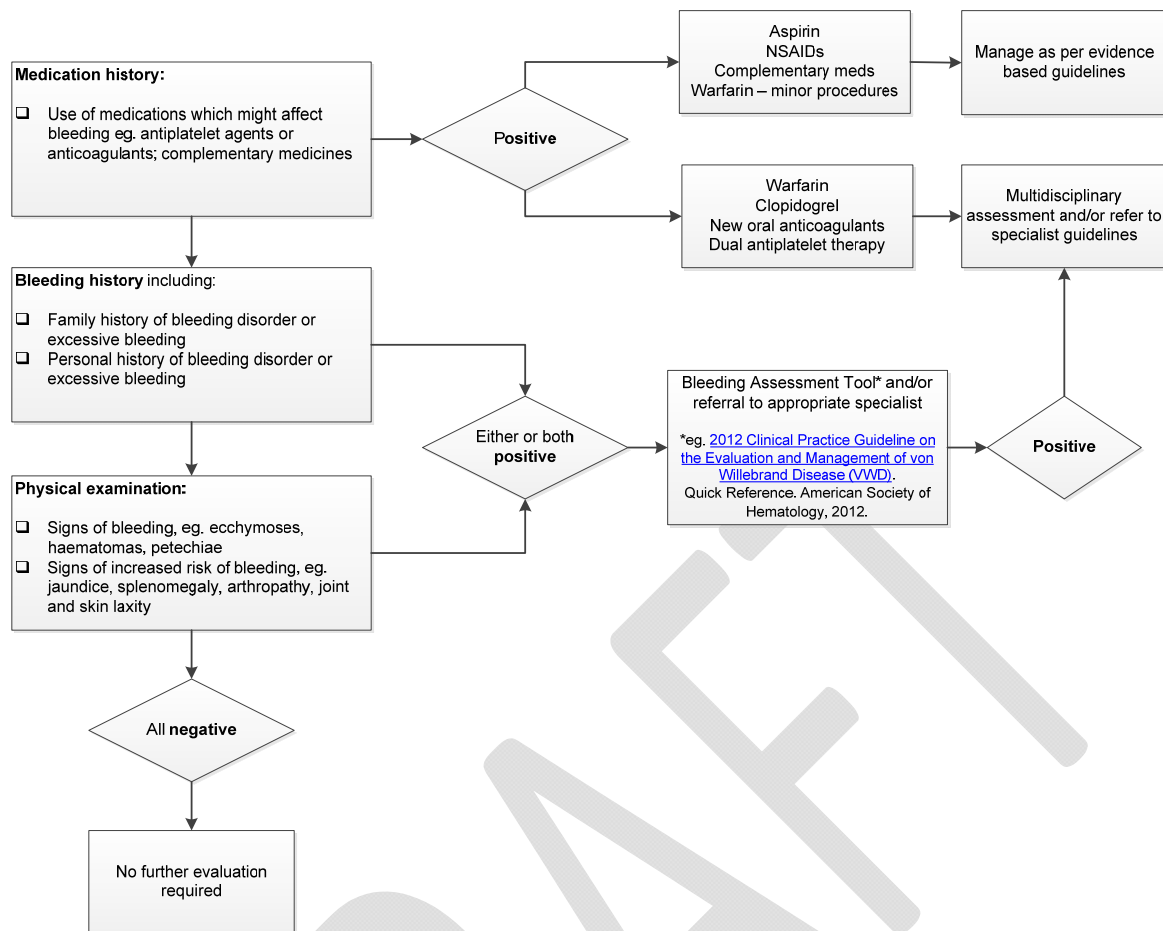 Medication history:
❑ Use of medications which might affect
bleeding eg. antiplatelet agents or
anticoagulants; complementary medicines
Positive
Aspirin
NSAIDs
Complementary meds
Warfarin – minor procedures
Manage as per evidence
based guidelines
Warfarin
Clopidogrel
New oral anticoagulants
Dual antiplatelet therapy
Multidisciplinary
assessment and/or refer to
specialist guidelines
Bleeding history including:
❑ Family history of bleeding disorder or
excessive bleeding
❑ Personal history of bleeding disorder or
excessive bleeding
Either or both
positive
Bleeding Assessment Tool* and/or
referral to appropriate specialist
*eg. 2012 Clinical Practice Guideline on
the Evaluation and Management of von
Willebrand Disease (VWD).
Quick Reference. American Society of
Hematology, 2012.
Positive
Physical examination:
❑ Signs of bleeding, eg. ecchymoses,
haematomas, petechiae
❑ Signs of increased risk of bleeding, eg.
jaundice, splenomegaly, arthropathy, joint
and skin laxity
All negative
No further evaluation
required